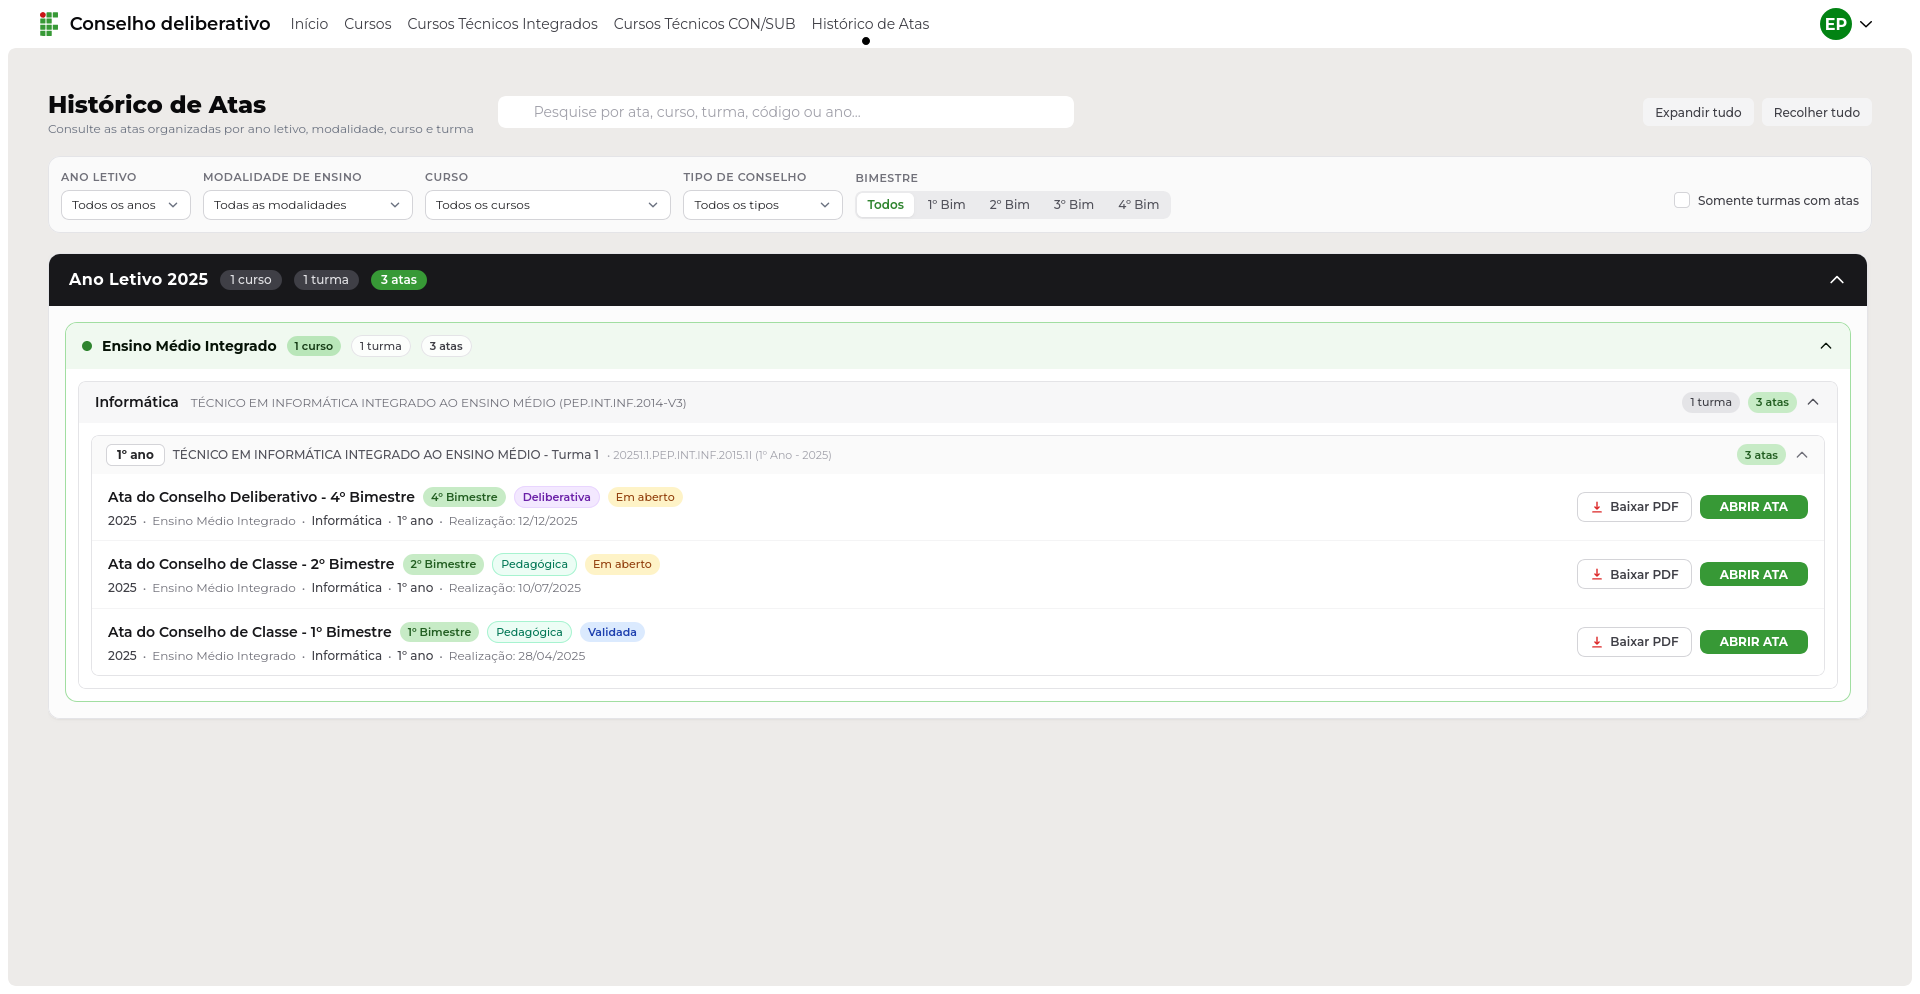 Conselho deliberativo Início Cursos Cursos Técnicos Integrados Cursos Técnicos CON/SUB Histórico de Atas EP
Histórico de Atas
Consulte as atas organizadas por ano letivo, modalidade, curso e turma
Pesquise por ata, curso, turma, código ou ano...
Expandir tudo Recolher tudo
ANO LETIVO MODALIDADE DE ENSINO CURSO TIPO DE CONSELHO BIMESTRE
Todos os anos Todas as modalidades Todos os cursos Todos os tipos Todos 1º Bim 2º Bim 3º Bim 4º Bim Somente turmas com atas
Ano Letivo 2025 1 curso 1 turma 3 atas
Ensino Médio Integrado 1 curso 1 turma 3 atas
Informática TÉCNICO EM INFORMÁTICA INTEGRADO AO ENSINO MÉDIO (PEP.INT.INF.2014-V3) 1 turma 3 atas
1º ano TÉCNICO EM INFORMÁTICA INTEGRADO AO ENSINO MÉDIO - Turma 1 · 20251.1.PEP.INT.INF.2015.1I (1º Ano - 2025) 3 atas
Ata do Conselho Deliberativo - 4º Bimestre 4º Bimestre Deliberativa Em aberto
2025 · Ensino Médio Integrado · Informática · 1º ano · Realização: 12/12/2025
Baixar PDF ABRIR ATA
Ata do Conselho de Classe - 2º Bimestre 2º Bimestre Pedagógica Em aberto
2025 · Ensino Médio Integrado · Informática · 1º ano · Realização: 10/07/2025
Baixar PDF ABRIR ATA
Ata do Conselho de Classe - 1º Bimestre 1º Bimestre Pedagógica Validada
2025 · Ensino Médio Integrado · Informática · 1º ano · Realização: 28/04/2025
Baixar PDF ABRIR ATA